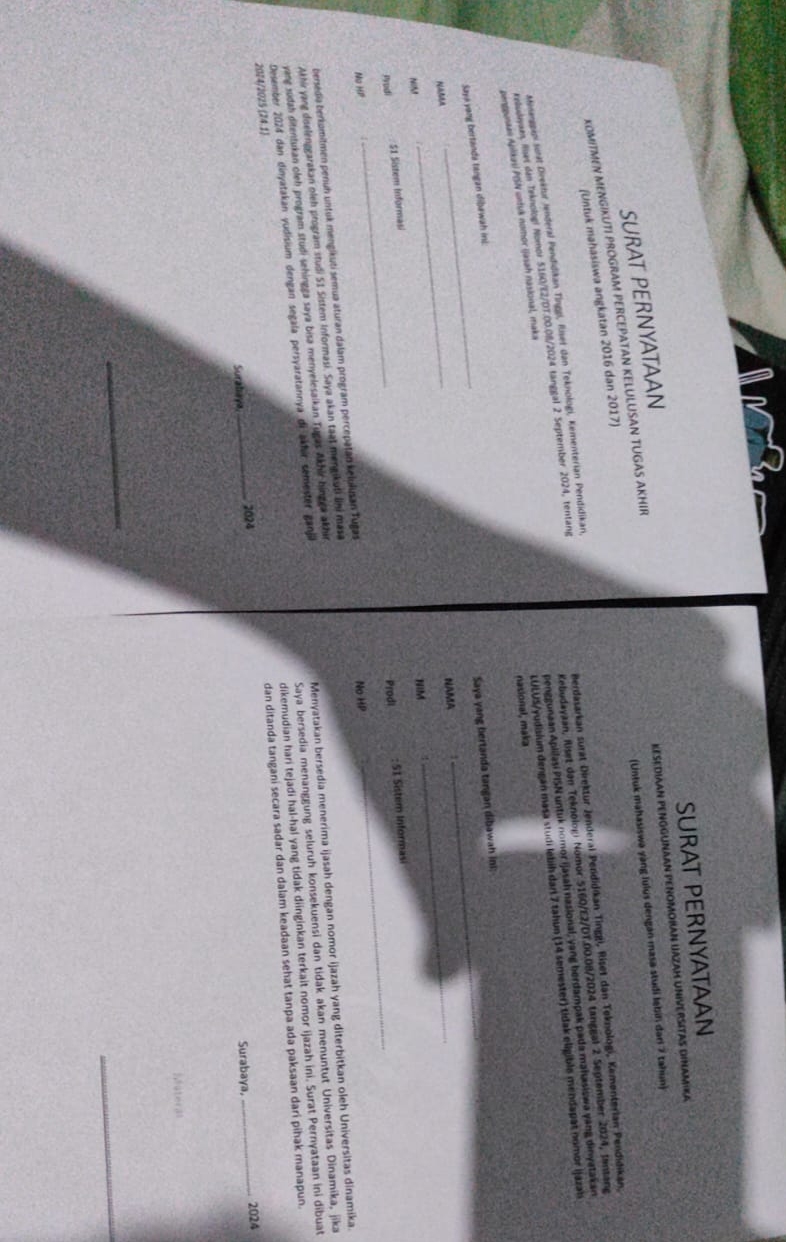 SURAT PERNYATAAN
KOMITMEN MENGIKUTI PROGRAM PERCEPATAN KELULUSAN TUGAS AKHIR
(Untuk mahasiswa angkatan 2016 dan 2017)
Menanggapi surat Direktur Jenderal Pendidikan Tinggi, Riset dan Teknologi, Kementerian Pendidikan,
Kebudayaan, Riset dan Teknologi Nomor 5160/E2/DT.00.08/2024 tanggal 2 September 2024, tentang
penggunaan Aplikasi PISN untuk nomor ijasah nasional, maka
Saya yang bertanda tangan dibawah ini:
NAMA :
NIM :
Prodi : S1 Sistem Informasi
No HP :
bersedia berkomitmen penuh untuk mengikuti semua aturan dalam program percepatan kelulusan Tugas
Akhir yang diselenggarakan oleh program studi S1 Sistem Informasi. Saya akan taat mengikuti lini masa
yang sudah ditentukan oleh program studi sehingga saya bisa menyelesaikan Tugas Akhir hingga akhir
Desember 2024 dan dinyatakan yudisium dengan segala persyaratannya di akhir semester ganjil
2024/2025 (24.1).
Surabaya, 2024
SURAT PERNYATAAN
KESEDIAAN PENGGUNAAN PENOMORAN IJAZAH UNIVERSITAS DINAMIKA
(Untuk mahasiswa yang lulus dengan masa studi lebih dari 7 tahun)
Berdasarkan surat Direktur Jenderal Pendidikan Tinggi, Riset dan Teknologi, Kementerian Pendidikan,
Kebudayaan, Riset dan Teknologi Nomor 5160/E2/DT.00.08/2024 tanggal 2 September 2024, tentang
penggunaan Aplilasi PISN untuk nomor ijasah nasional, yang berdampak pada mahasiswa yang dinyatakan
LULUS/yudisium dengan masa studi lebih dari 7 tahun (14 semester) tidak eligible mendapat nomor ijazah
nasional, maka
Saya yang bertanda tangan dibawah ini:
NAMA :
NIM :
Prodi : S1 Sistem Informasi
No HP :
Menyatakan bersedia menerima ijasah dengan nomor ijazah yang diterbitkan oleh Universitas dinamika.
Saya bersedia menanggung seluruh konsekuensi dan tidak akan menuntut Universitas Dinamika, jika
dikemudian hari tejadi hal-hal yang tidak diinginkan terkait nomor ijazah ini. Surat Pernyataan ini dibuat
dan ditanda tangani secara sadar dan dalam keadaan sehat tanpa ada paksaan dari pihak manapun.
Surabaya, 2024
Materai